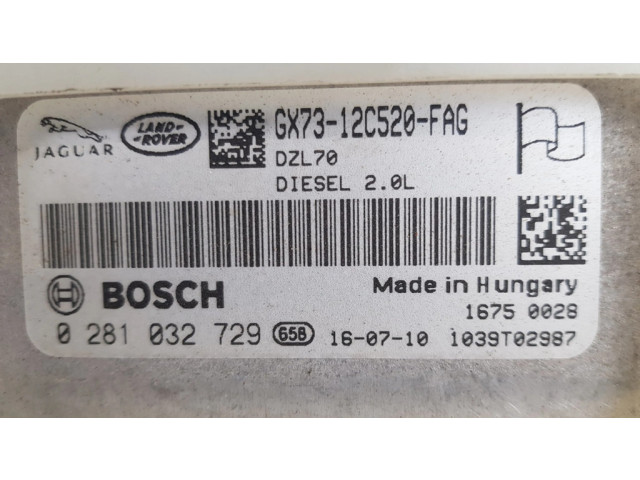 JAGUAR
LAND-
ROVER
GX73-12C520-FAG
DZL70
DIESEL 2.0L
BOSCH
Made in Hungary
1675 0028
0 281 032 729 658 16-07-10 1039T02987